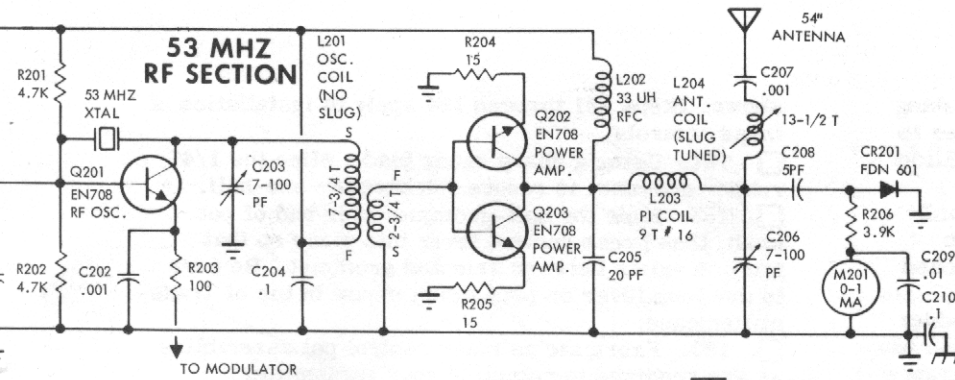 53 MHZ
RF SECTION
R201
4.7K
53 MHZ
XTAL
Q201
EN708
RF OSC.
R202
4.7K
C202
.001
R203
100
TO MODULATOR
C203
7-100
PF
C204
L201
OSC.
COIL
(NO
SLUG)
S
7-3/4 T
F
F
2-3/4 T
S
R204
15
Q202
EN708
POWER
AMP.
Q203
EN708
POWER
AMP.
R205
15
L202
33 UH
RFC
L203
PI COIL
9 T # 16
C205
20 PF
L204
ANT.
COIL
(SLUG
TUNED)
54"
ANTENNA
C207
.001
13-1/2 T
C206
7-100
PF
C208
5PF
CR201
FDN 601
R206
3.9K
M201
0-1
MA
C209
.01
C210
.1